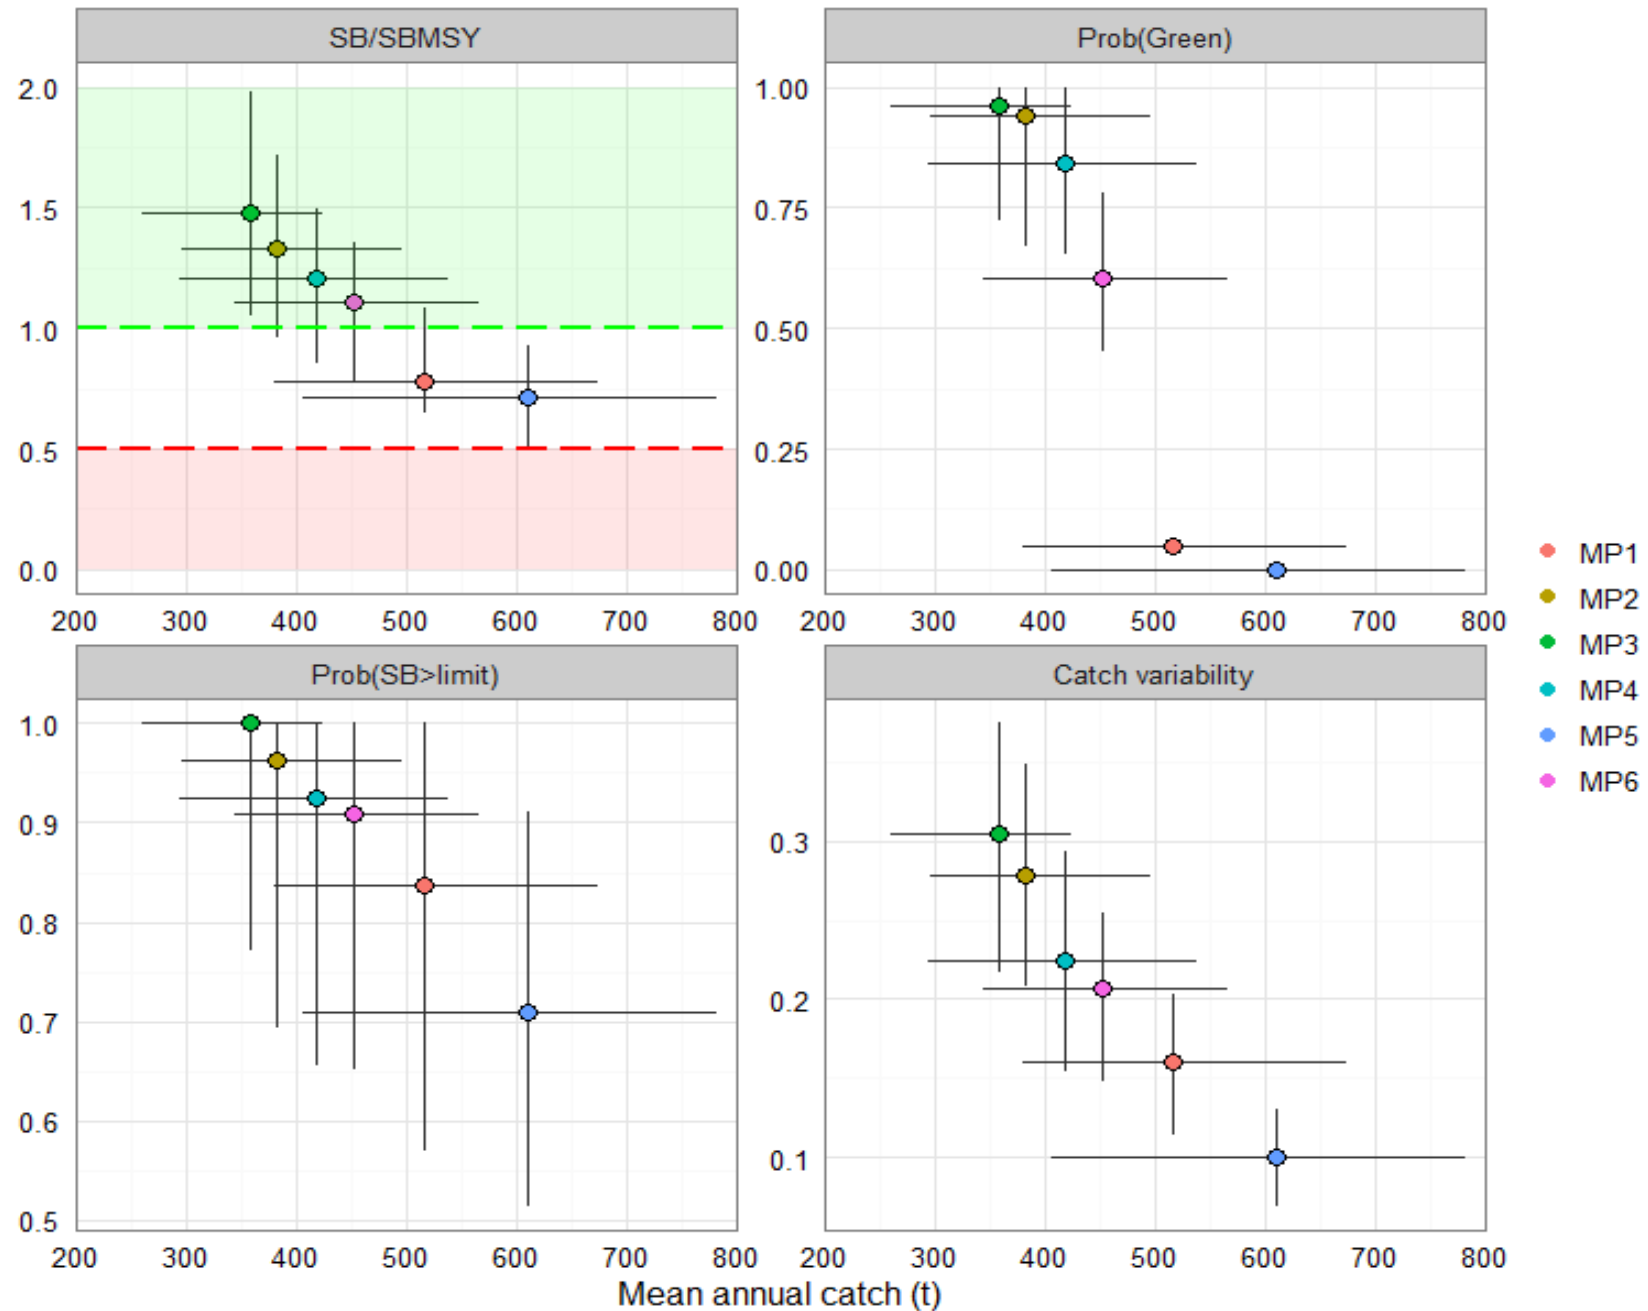 SB/SBMSY
Prob(Green)
2.0
1.5
1.0
0.5
0.0
1.00
0.75
0.50
0.25
0.00
200 300 400 500 600 700 800
200 300 400 500 600 700 800
Prob(SB>limit)
Catch variability
1.0
0.9
0.8
0.7
0.6
0.5
0.3
0.2
0.1
200 300 400 500 600 700 800
200 300 400 500 600 700 800
Mean annual catch (t)
MP1
MP2
MP3
MP4
MP5
MP6